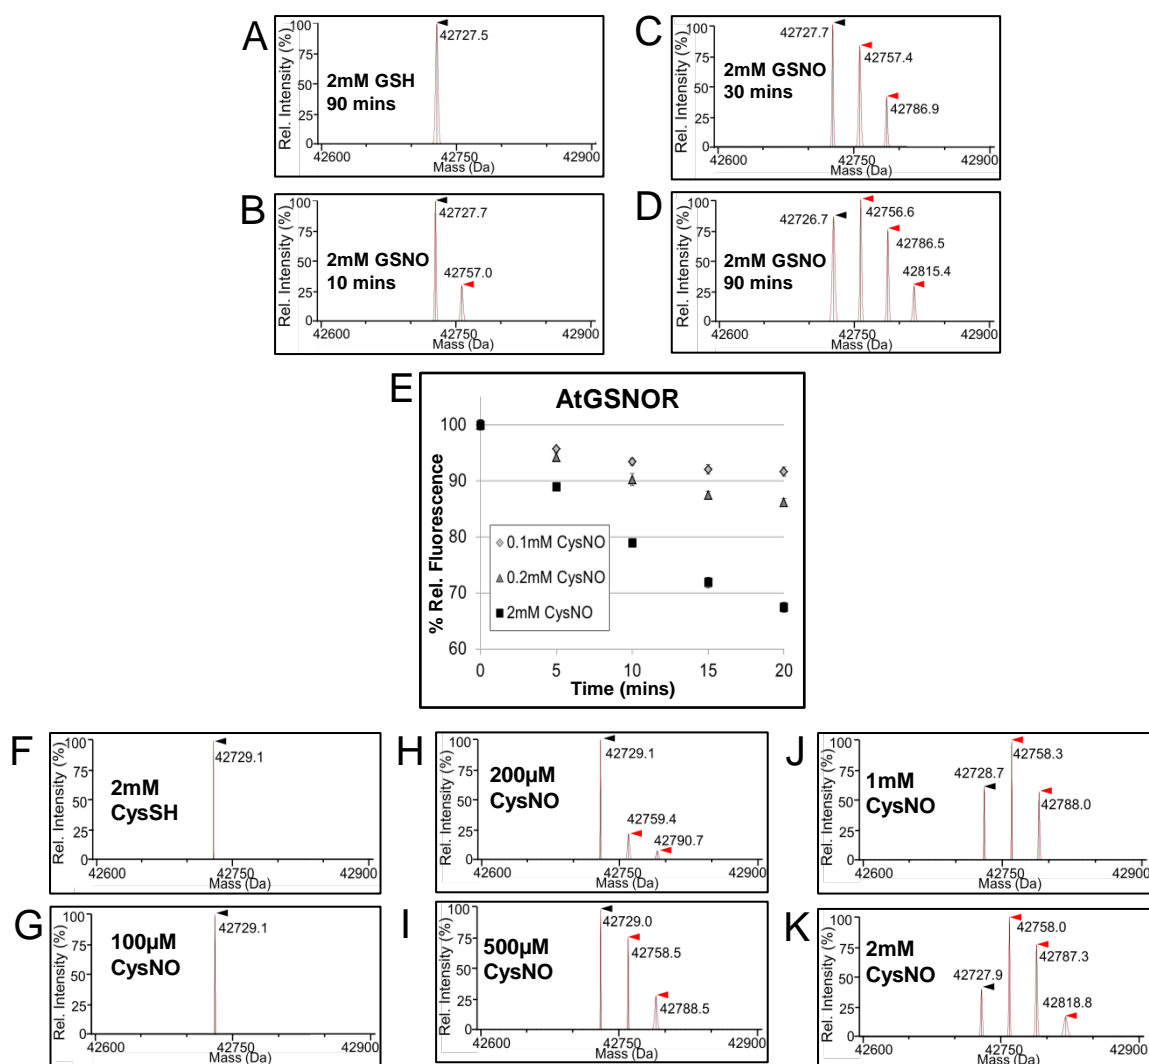 A
Rel. Intensity (%)
100
75
50
25
0
42727.5
2mM GSH
90 mins
42600
42750
42900
Mass (Da)
B
Rel. Intensity (%)
100
75
50
25
0
42727.7
42757.0
2mM GSNO
10 mins
42600
42750
42900
Mass (Da)
C
Rel. Intensity (%)
100
75
50
25
0
42727.7
42757.4
42786.9
2mM GSNO
30 mins
42600
42750
42900
Mass (Da)
D
Rel. Intensity (%)
100
75
50
25
0
42726.7
42756.6
42786.5
42815.4
2mM GSNO
90 mins
42600
42750
42900
Mass (Da)
E
AtGSNOR
% Rel. Fluorescence
100
90
80
70
60
0.1mM CysNO
0.2mM CysNO
2mM CysNO
0
5
10
15
20
Time (mins)
F
Rel. Intensity (%)
100
75
50
25
0
42729.1
2mM
CysSH
42600
42750
42900
Mass (Da)
G
Rel. Intensity (%)
100
75
50
25
0
42729.1
100µM
CysNO
42600
42750
42900
Mass (Da)
H
Rel. Intensity (%)
100
75
50
25
0
42729.1
42759.4
42790.7
200µM
CysNO
42600
42750
42900
Mass (Da)
I
Rel. Intensity (%)
100
75
50
25
0
42729.0
42758.5
42788.5
500µM
CysNO
42600
42750
42900
Mass (Da)
J
Rel. Intensity (%)
100
75
50
25
0
42728.7
42758.3
42788.0
1mM
CysNO
42600
42750
42900
Mass (Da)
K
Rel. Intensity (%)
100
75
50
25
0
42727.9
42758.0
42787.3
42818.8
2mM
CysNO
42600
42750
42900
Mass (Da)